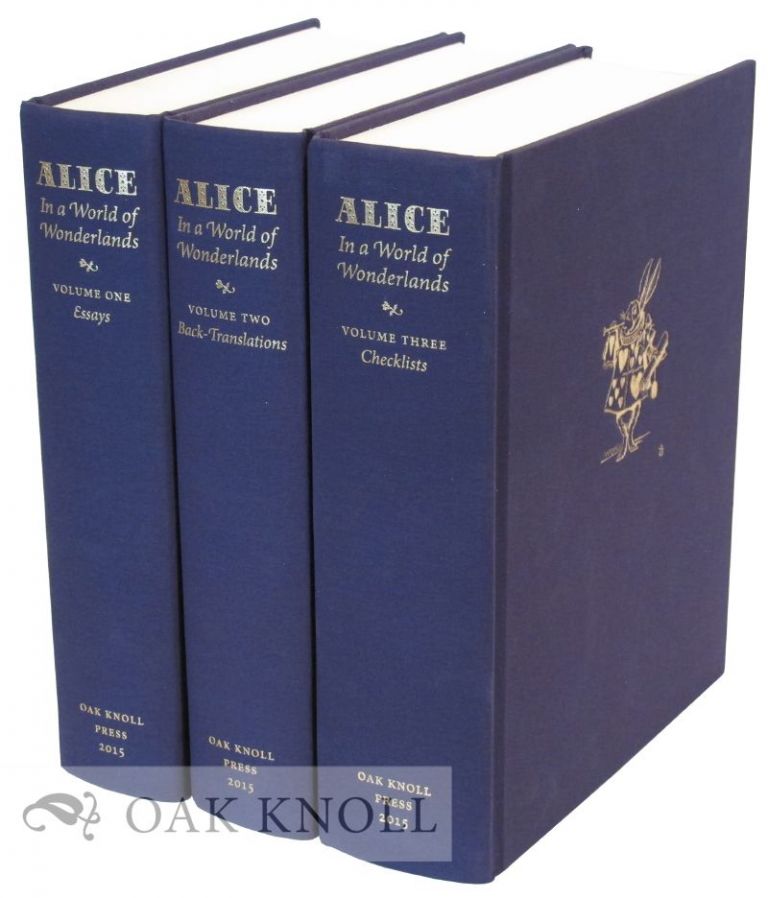 ALICE
In a World of
Wonderlands
VOLUME ONE
Essays
OAK KNOLL
PRESS
2015
ALICE
In a World of
Wonderlands
VOLUME TWO
Back-Translations
OAK KNOLL
PRESS
2015
ALICE
In a World of
Wonderlands
VOLUME THREE
Checklists
OAK KNOLL
PRESS
2015
OAK KNOLL